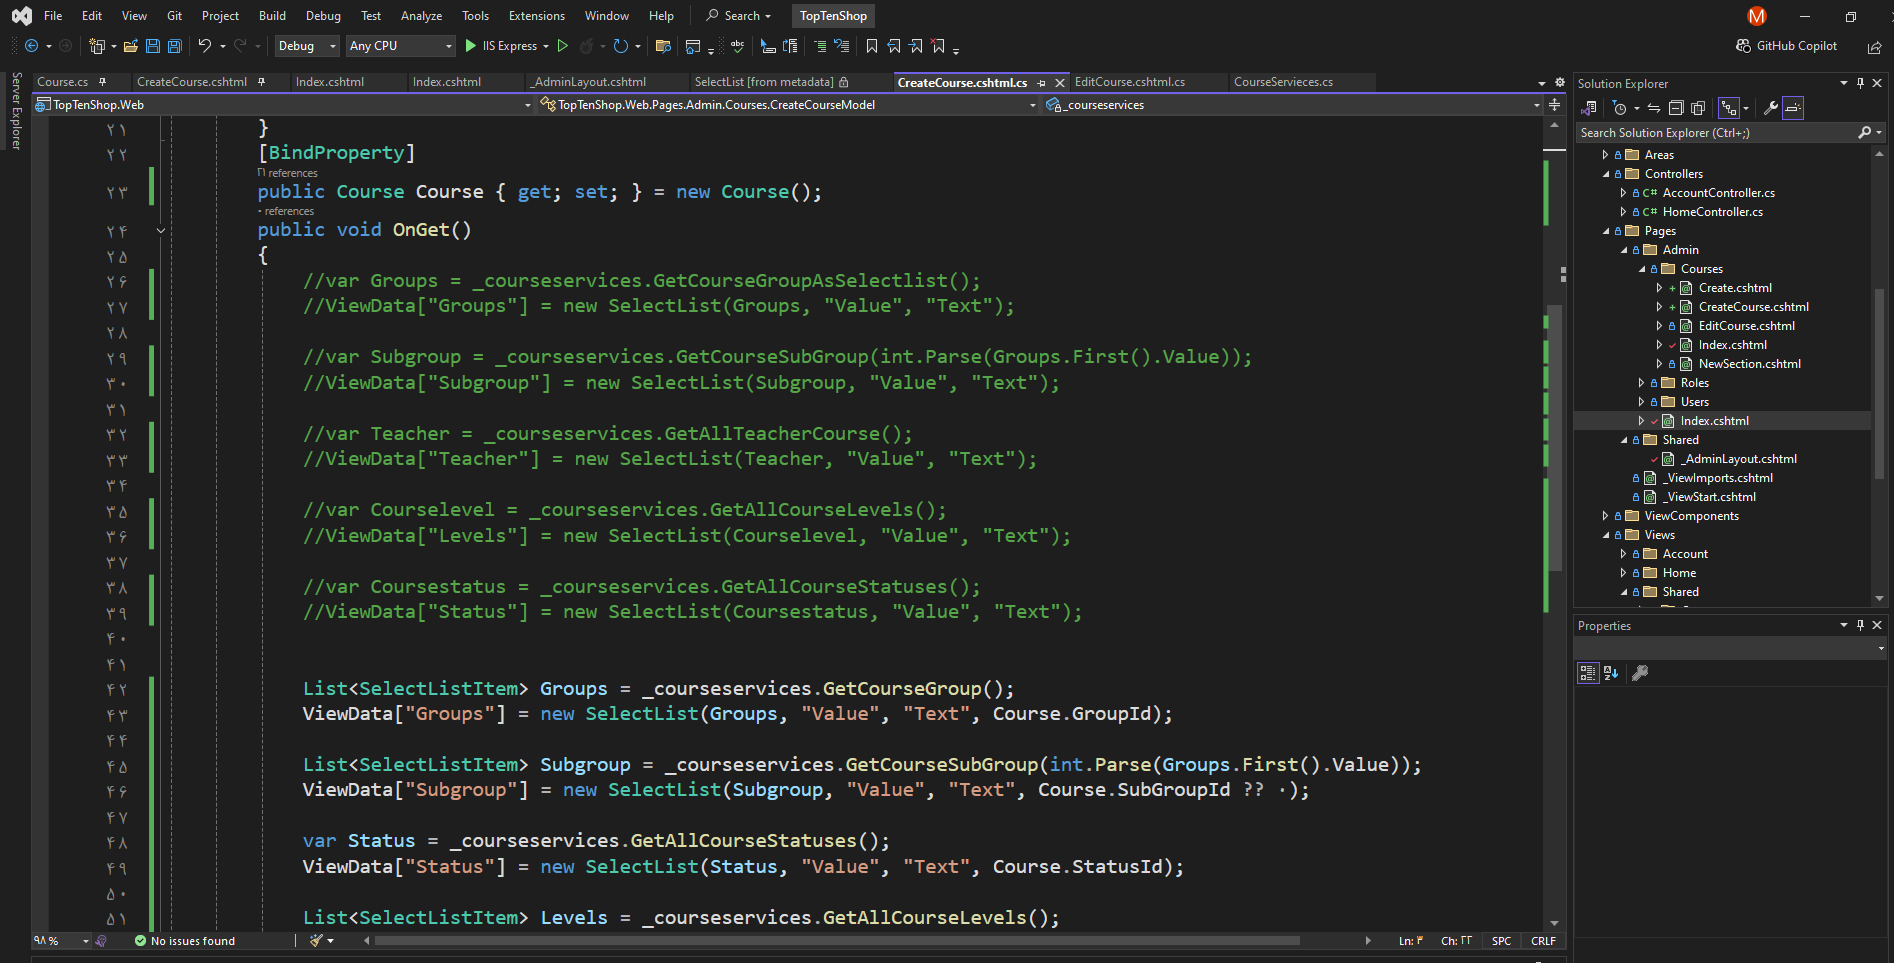 File Edit View Git Project Build Debug Test Analyze Tools Extensions Window Help Search TopTenShop M
Debug Any CPU IIS Express GitHub Copilot
Server Explorer
Course.cs CreateCourse.cshtml Index.cshtml Index.cshtml _AdminLayout.cshtml SelectList [from metadata] CreateCourse.cshtml.cs EditCourse.cshtml.cs CourseServieces.cs
TopTenShop.Web TopTenShop.Web.Pages.Admin.Courses.CreateCourseModel _courseservices
۲۱ }
۲۲ [BindProperty]
references
۲۳ public Course Course { get; set; } = new Course();
۰ references
۲۴ public void OnGet()
۲۵ {
۲۶ //var Groups = _courseservices.GetCourseGroupAsSelectlist();
۲۷ //ViewData["Groups"] = new SelectList(Groups, "Value", "Text");
۲۸
۲۹ //var Subgroup = _courseservices.GetCourseSubGroup(int.Parse(Groups.First().Value));
۳۰ //ViewData["Subgroup"] = new SelectList(Subgroup, "Value", "Text");
۳۱
۳۲ //var Teacher = _courseservices.GetAllTeacherCourse();
۳۳ //ViewData["Teacher"] = new SelectList(Teacher, "Value", "Text");
۳۴
۳۵ //var Courselevel = _courseservices.GetAllCourseLevels();
۳۶ //ViewData["Levels"] = new SelectList(Courselevel, "Value", "Text");
۳۷
۳۸ //var Coursestatus = _courseservices.GetAllCourseStatuses();
۳۹ //ViewData["Status"] = new SelectList(Coursestatus, "Value", "Text");
۴۰
۴۱
۴۲ List<SelectListItem> Groups = _courseservices.GetCourseGroup();
۴۳ ViewData["Groups"] = new SelectList(Groups, "Value", "Text", Course.GroupId);
۴۴
۴۵ List<SelectListItem> Subgroup = _courseservices.GetCourseSubGroup(int.Parse(Groups.First().Value));
۴۶ ViewData["Subgroup"] = new SelectList(Subgroup, "Value", "Text", Course.SubGroupId ?? ۰);
۴۷
۴۸ var Status = _courseservices.GetAllCourseStatuses();
۴۹ ViewData["Status"] = new SelectList(Status, "Value", "Text", Course.StatusId);
۵۰
۵۱ List<SelectListItem> Levels = _courseservices.GetAllCourseLevels();
۹۸ % No issues found Ln: ۳ Ch: ۲۲ SPC CRLF
Solution Explorer
Search Solution Explorer (Ctrl+;)
Areas
Controllers
C# AccountController.cs
C# HomeController.cs
Pages
Admin
Courses
Create.cshtml
CreateCourse.cshtml
EditCourse.cshtml
Index.cshtml
NewSection.cshtml
Roles
Users
Index.cshtml
Shared
_AdminLayout.cshtml
_ViewImports.cshtml
_ViewStart.cshtml
ViewComponents
Views
Account
Home
Shared
Properties